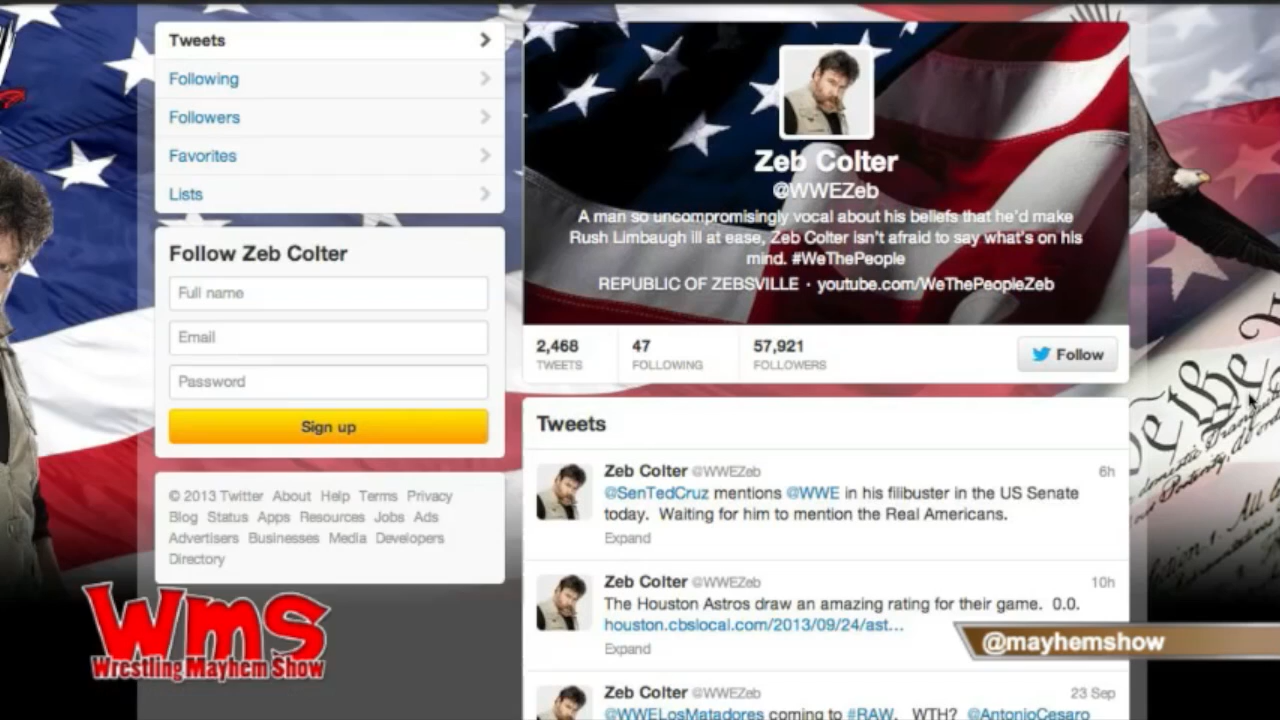 Tweets
Following
Followers
Favorites
Lists
Follow Zeb Colter
Full name
Email
Password
Sign up
© 2013 Twitter About Help Terms Privacy
Blog Status Apps Resources Jobs Ads
Advertisers Businesses Media Developers
Directory
Zeb Colter
@WWEZeb
A man so uncompromisingly vocal about his beliefs that he'd make
Rush Limbaugh ill at ease, Zeb Colter isn't afraid to say what's on his
mind. #WeThePeople
REPUBLIC OF ZEBSVILLE · youtube.com/WeThePeopleZeb
2,468
TWEETS
47
FOLLOWING
57,921
FOLLOWERS
Follow
Tweets
Zeb Colter @WWEZeb 6h
@SenTedCruz mentions @WWE in his filibuster in the US Senate
today. Waiting for him to mention the Real Americans.
Expand
Zeb Colter @WWEZeb 10h
The Houston Astros draw an amazing rating for their game. 0.0.
houston.cbslocal.com/2013/09/24/ast...
Expand
Zeb Colter @WWEZeb 23 Sep
@WWELosMatadores coming to #RAW. WTH? @AntonioCesaro
WMS
Wrestling Mayhem Show
@mayhemshow